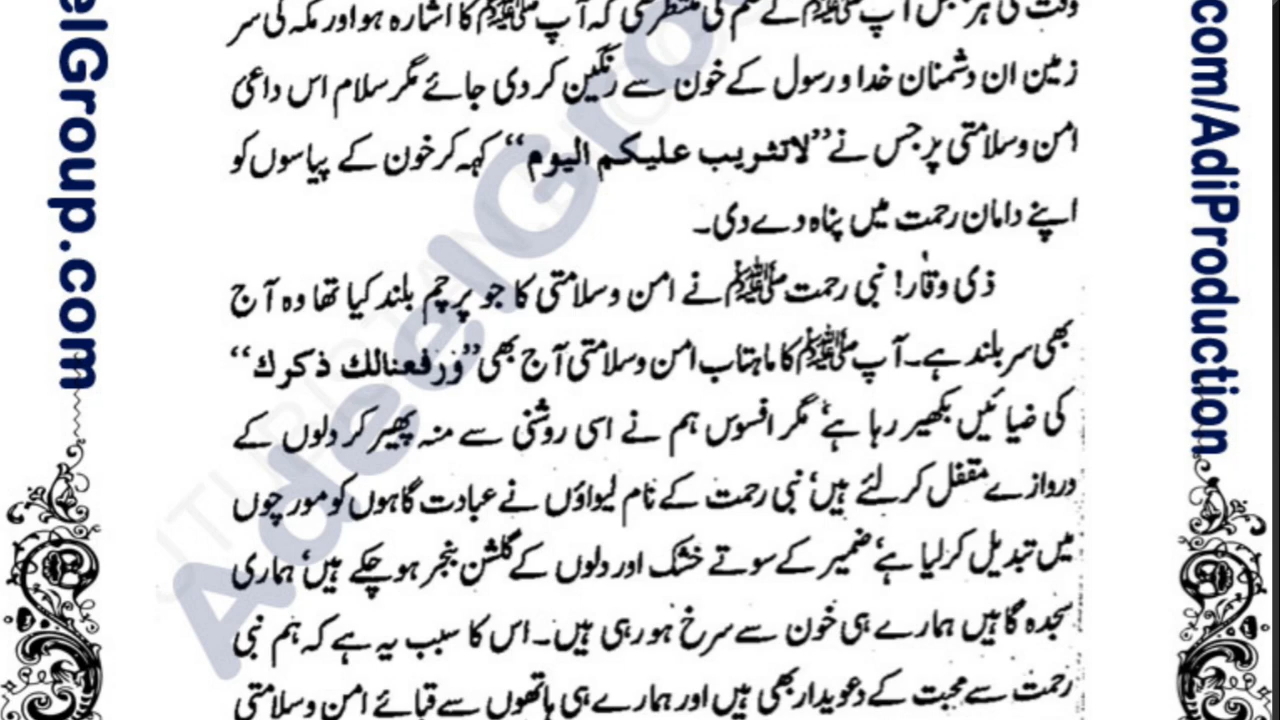 وقت کی ہر آپ ﷺ کے حکم کی منتظر تھی کہ آپ ﷺ کا اشارہ ہو اور مکہ کی سر
زمین ان دشمنان خدا و رسول کے خون سے رنگین کر دی جائے مگر سلام اس داعیٔ
امن وسلامتی پر جس نے ’’لاتثریب علیکم الیوم‘‘ کہہ کر خون کے پیاسوں کو
اپنے دامان رحمت میں پناہ دے دی۔
ذی وقار! نبی رحمت ﷺ نے امن وسلامتی کا جو پرچم بلند کیا تھا وہ آج
بھی سر بلند ہے۔ آپ ﷺ کا ماہتاب امن وسلامتی آج بھی ’’وَرَفعنالك ذكرك‘‘
کی ضیائیں بکھیر رہا ہے‘ مگر افسوس ہم نے اسی روشنی سے منہ پھیر کر دلوں کے
دروازے مقفل کر لئے ہیں‘ نبی رحمت کے نام لیواؤں نے عبادت گاہوں کو مورچوں
میں تبدیل کر لیا ہے‘ ضمیر کے سوتے خشک اور دلوں کے گلشن بنجر ہو چکے ہیں‘ ہماری
سجدہ گاہیں ہمارے ہی خون سے سرخ ہو رہی ہیں۔ اس کا سبب یہ ہے کہ ہم نبی
رحمت سے محبت کے دعویدار بھی ہیں اور ہمارے ہی ہاتھوں سے قبائے امن وسلامتی
elGroup.com
com/AdiProduction
AdeelGro